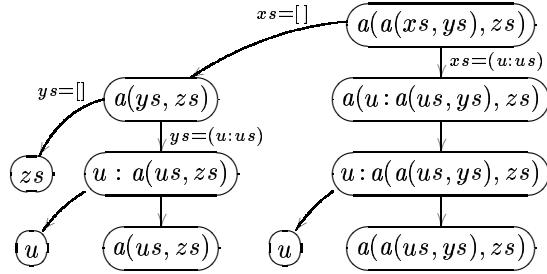 xs=[] a(a(xs, ys), zs)
xs=(u:us)
ys=[] a(ys, zs) a(u:a(us, ys), zs)
ys=(u:us)
zs u : a(us, zs) u:a(a(us, ys), zs)
u a(us, zs) u a(a(us, ys), zs)